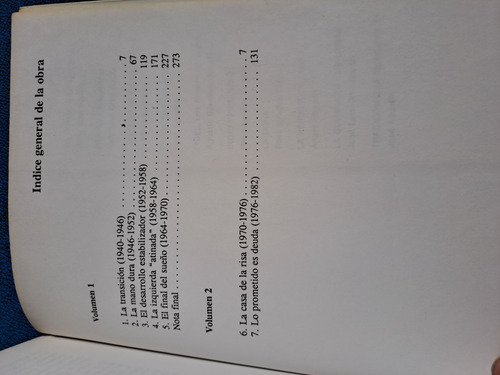 Indice general de la obra
Volumen 1
1. La transición (1940-1946) . . . . . . . . . . . . . . . . . . . . 7
2. La mano dura (1946-1952) . . . . . . . . . . . . . . . . . . 67
3. El desarrollo estabilizador (1952-1958) . . . . . . . . 119
4. La izquierda "atinada" (1958-1964) . . . . . . . . . . 171
5. El final del sueño (1964-1970) . . . . . . . . . . . . . . 227
Nota final . . . . . . . . . . . . . . . . . . . . . . . . . . . . . . . 273
Volumen 2
6. La casa de la risa (1970-1976) . . . . . . . . . . . . . . . . 7
7. Lo prometido es deuda (1976-1982) . . . . . . . . . . 131